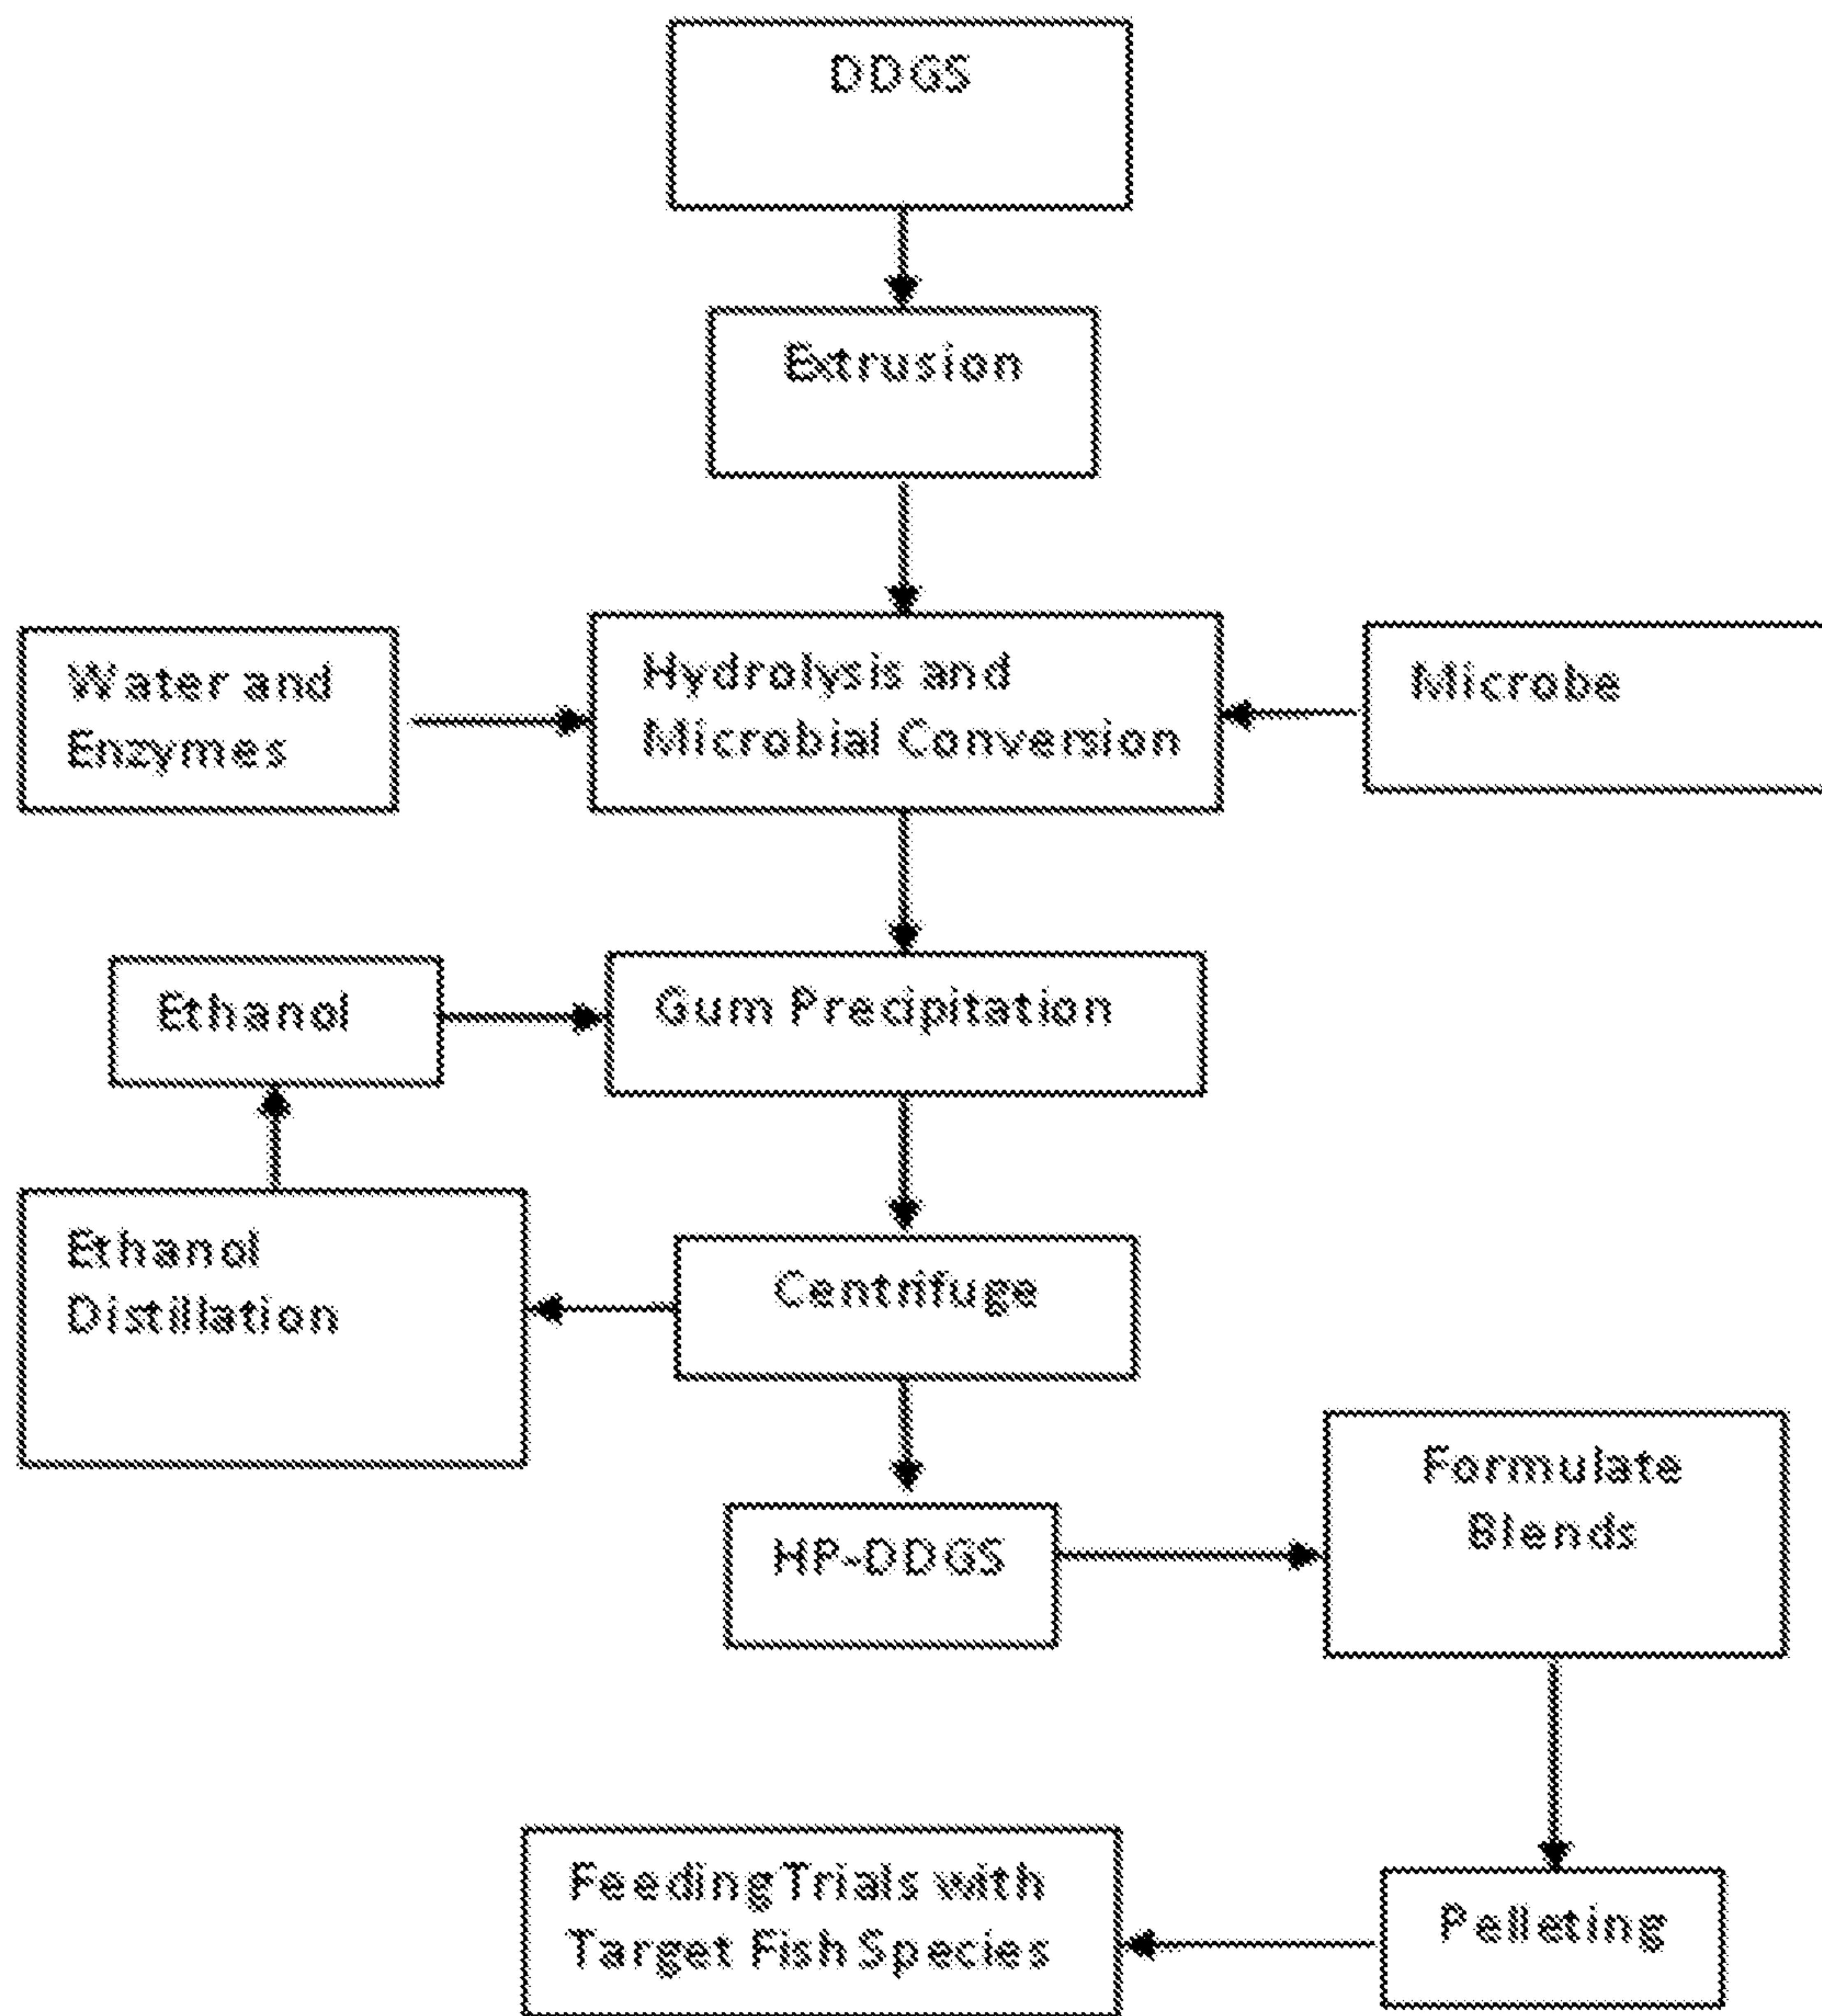 DDGS
Extrusion
Water and
Enzymes
Hydrolysis and
Microbial Conversion
Microbe
Ethanol
Gum Precipitation
Ethanol
Distillation
Centrifuge
HP-DDGS
Formulate
Blends
Feeding Trials with
Target Fish Species
Pelleting